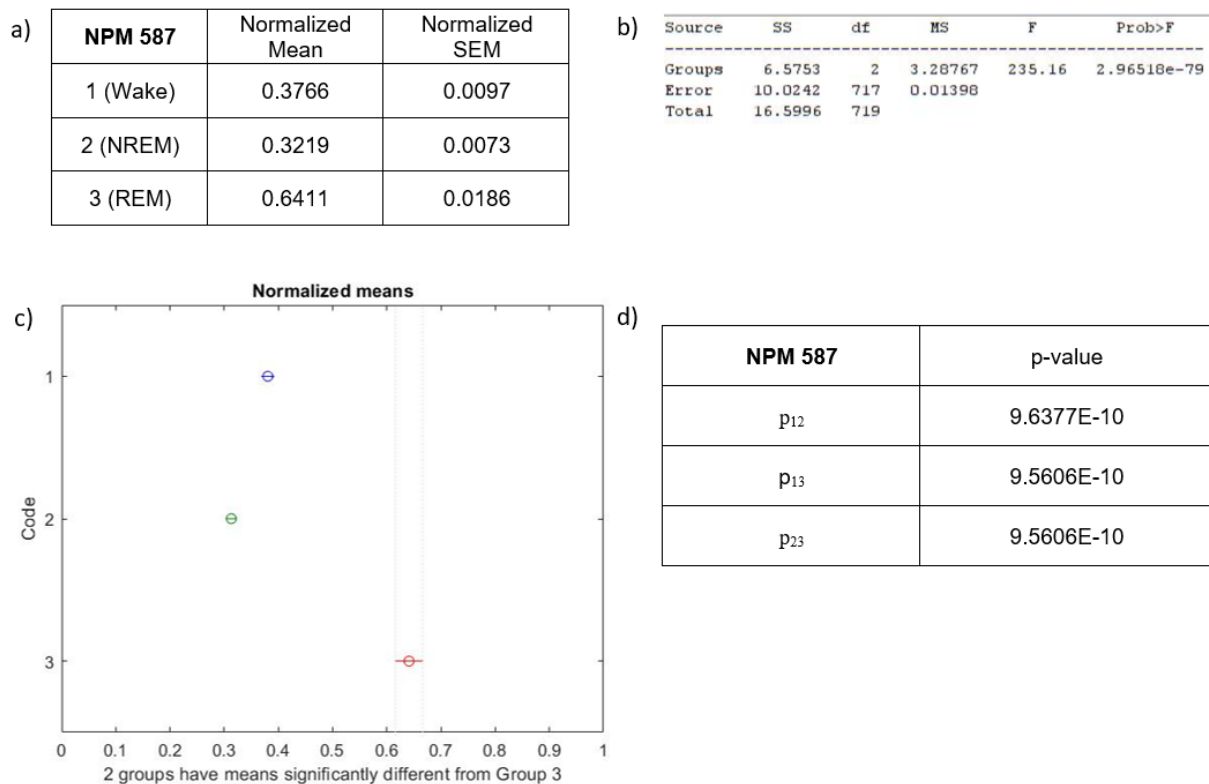 a)
NPM 587 Normalized Mean Normalized SEM
1 (Wake) 0.3766 0.0097
2 (NREM) 0.3219 0.0073
3 (REM) 0.6411 0.0186
b)
Source SS df MS F Prob>F
Groups 6.5753 2 3.28767 235.16 2.96518e-79
Error 10.0242 717 0.01398
Total 16.5996 719
c)
Normalized means
Code
1
2
3
0 0.1 0.2 0.3 0.4 0.5 0.6 0.7 0.8 0.9 1
2 groups have means significantly different from Group 3
d)
NPM 587 p-value
p12 9.6377E-10
p13 9.5606E-10
p23 9.5606E-10